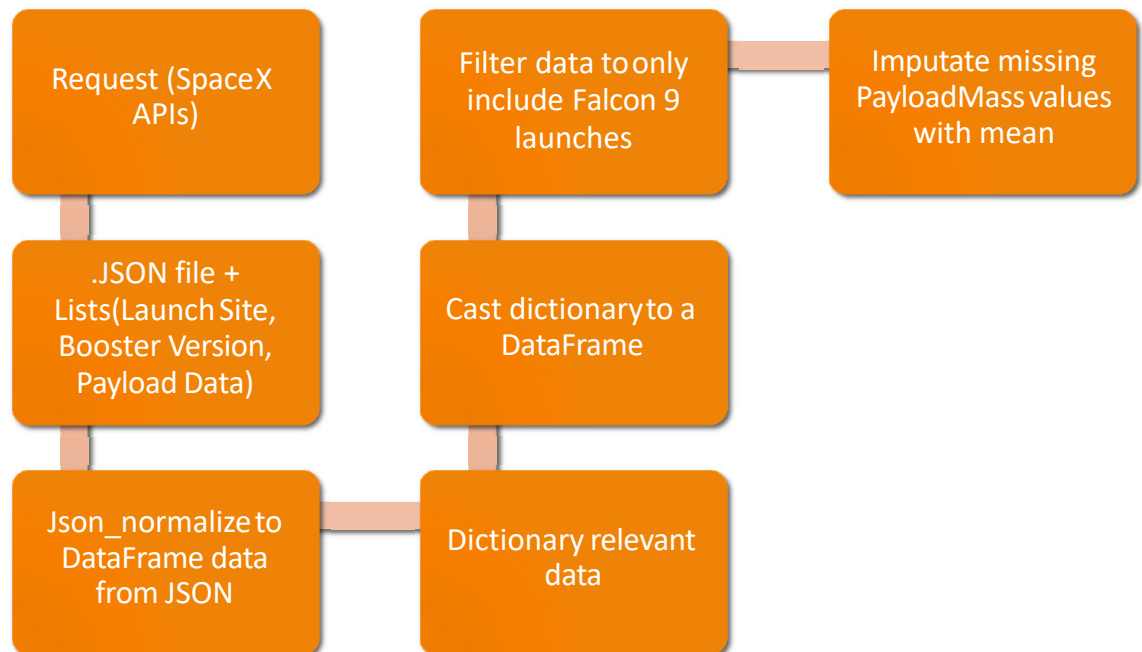 Request (SpaceX
APIs)
.JSON file +
Lists(Launch Site,
Booster Version,
Payload Data)
Json_normalize to
DataFrame data
from JSON
Dictionary relevant
data
Cast dictionary to a
DataFrame
Filter data to only
include Falcon 9
launches
Imputate missing
PayloadMass values
with mean